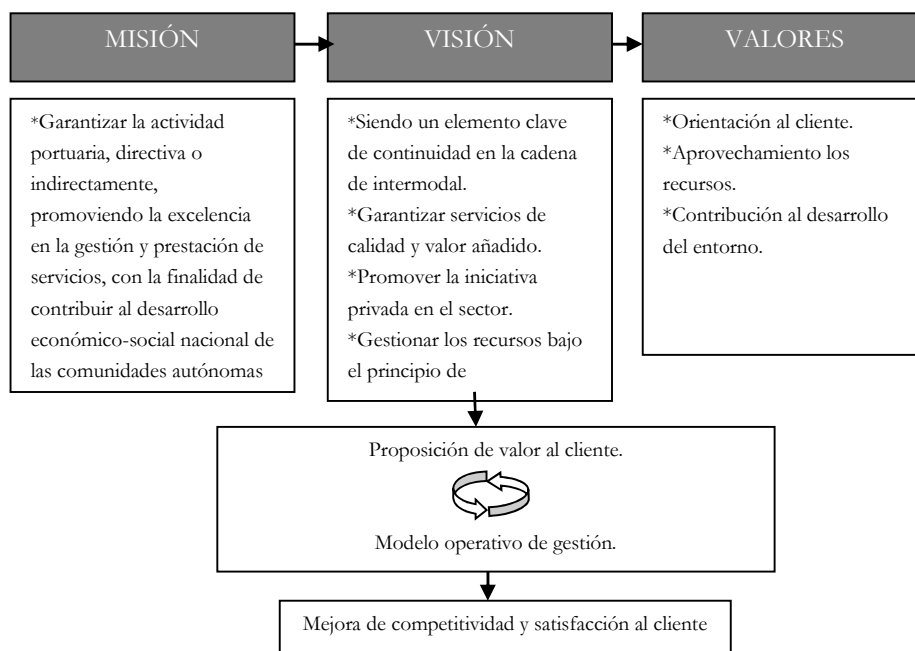 MISIÓN
VISIÓN
VALORES
*Garantizar la actividad
portuaria, directiva o
indirectamente,
promoviendo la excelencia
en la gestión y prestación de
servicios, con la finalidad de
contribuir al desarrollo
económico-social nacional de
las comunidades autónomas
*Siendo un elemento clave
de continuidad en la cadena
de intermodal.
*Garantizar servicios de
calidad y valor añadido.
*Promover la iniciativa
privada en el sector.
*Gestionar los recursos bajo
el principio de
*Orientación al cliente.
*Aprovechamiento los
recursos.
*Contribución al desarrollo
del entorno.
Proposición de valor al cliente.
Modelo operativo de gestión.
Mejora de competitividad y satisfacción al cliente